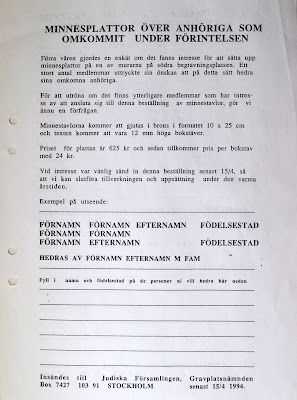 MINNESPLATTOR ÖVER ANHÖRIGA SOM
OMKOMMIT UNDER FÖRINTELSEN
Förra våren gjordes en enkät om det fanns intresse för att sätta upp
minnesplattor på en av murarna på södra begravningsplatsen. Ett
stort antal medlemmar uttryckte sin önskan att på detta sätt hedra
sina omkomna anhöriga.
För att utröna om det finns ytterligare medlemmar som har intres-
se av att ansluta sig till denna beställning av minnestavlor, gör vi
ännu en förfrågan.
Minnestavlorna kommer att gjutas i brons i formatet 10 x 25 cm
och texten kommer att vara 12 mm höga bokstäver.
Priset för plattan är 625 kr och sedan tillkommer pris per bokstav
med 24 kr.
Vid intresse var vänlig sänd in denna beställning senast 15/4, så
att vi kan slutföra tillverkningen och uppsättning under den varma
årstiden.
Exempel på utseende:
FÖRNAMN FÖRNAMN EFTERNAMN FÖDELSESTAD
FÖRNAMN FÖRNAMN
FÖRNAMN EFTERNAMN FÖDELSESTAD
HEDRAS AV FÖRNAMN EFTERNAMN M FAM
Fyll i namn och födelsestad på de personer ni vill hedra här nedan
Insändes till Judiska Församlingen, Gravplatsnämnden
Box 7427 103 91 STOCKHOLM senast 15/4 1994.